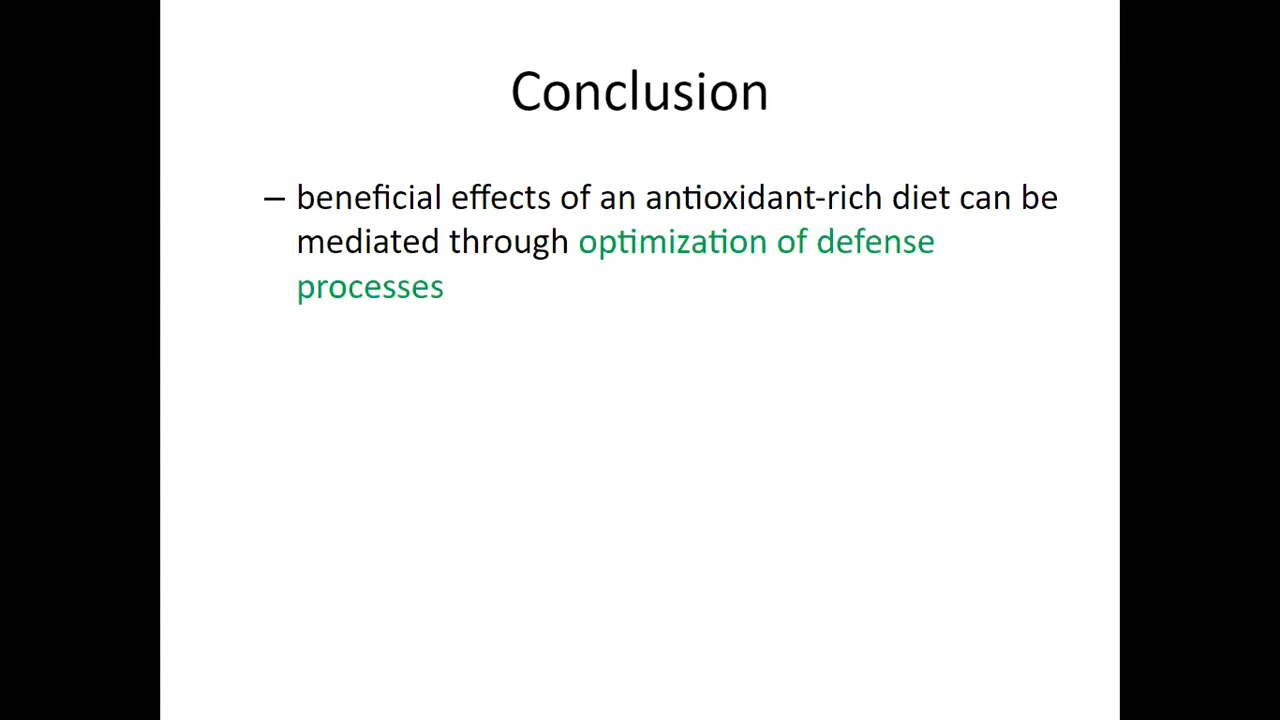 Conclusion
– beneficial effects of an antioxidant-rich diet can be
mediated through optimization of defense
processes